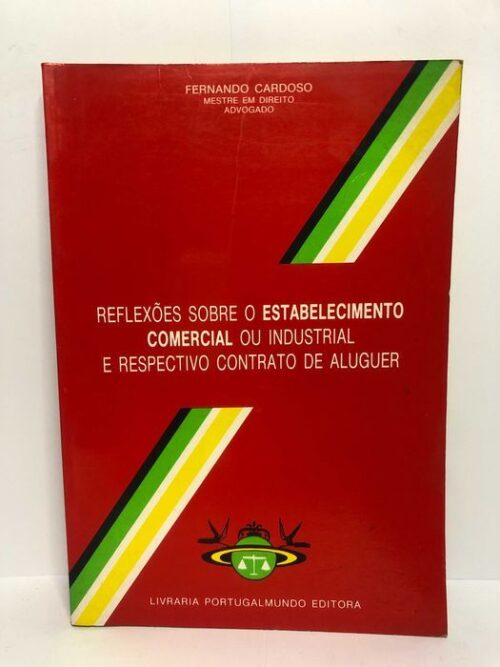 FERNANDO CARDOSO
MESTRE EM DIREITO
ADVOGADO
REFLEXÕES SOBRE O ESTABELECIMENTO
COMERCIAL OU INDUSTRIAL
E RESPECTIVO CONTRATO DE ALUGUER
LIVRARIA PORTUGALMUNDO EDITORA